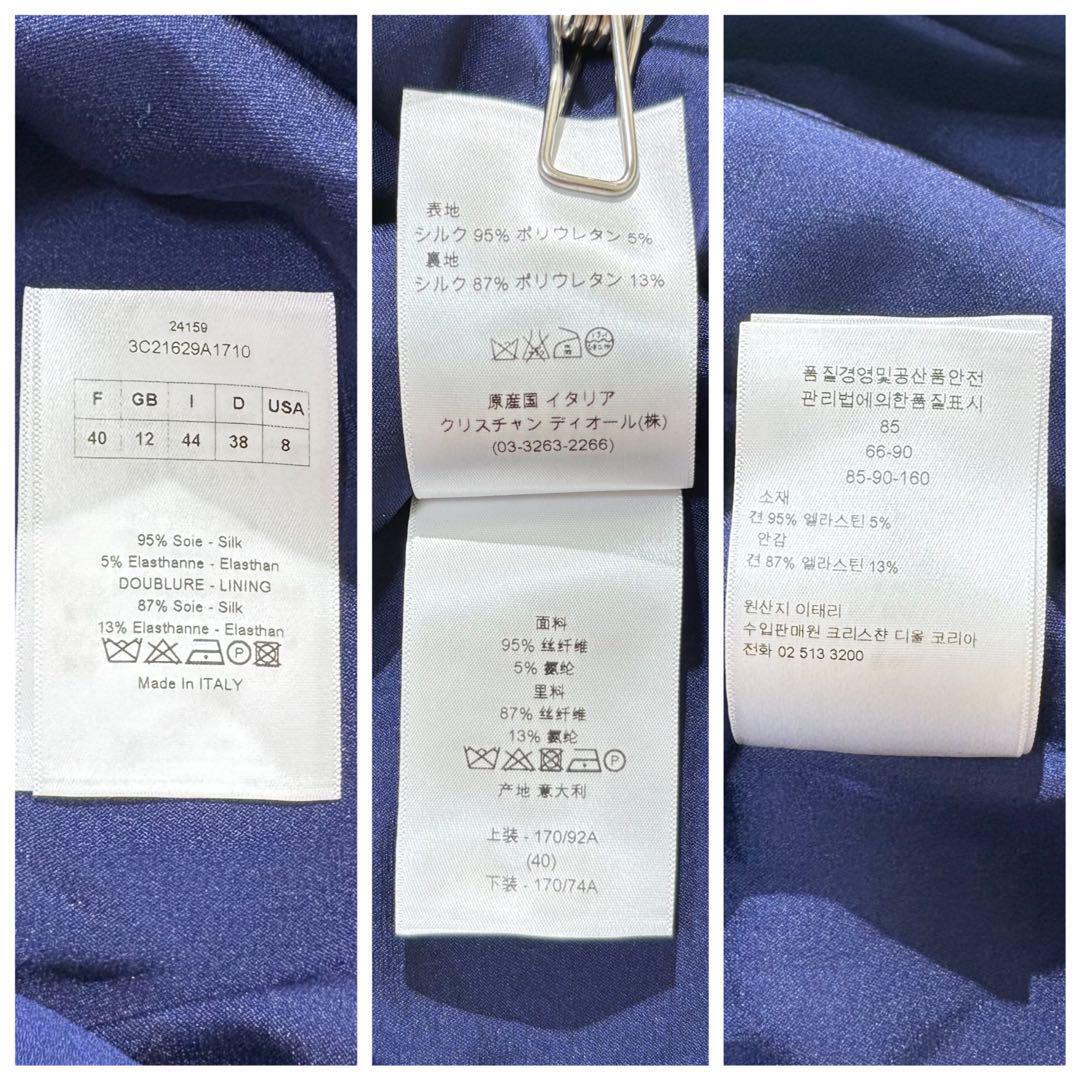 24159
3C21629A1710
F GB I D USA
40 12 44 38 8
95% Soie - Silk
5% Elasthanne - Elasthan
DOUBLURE - LINING
87% Soie - Silk
13% Elasthanne - Elasthan
P
Made In ITALY
表地
シルク 95% ポリウレタン 5%
裏地
シルク 87% ポリウレタン 13%
原産国 イタリア
クリスチャン ディオール(株)
(03-3263-2266)
面料
95% 丝纤维
5% 氨纶
里料
87% 丝纤维
13% 氨纶
P
产地 意大利
上装 - 170/92A
(40)
下装 - 170/74A
품질경영및공산품안전
관리법에의한품질표시
85
66-90
85-90-160
소재
견 95% 엘라스틴 5%
안감
견 87% 엘라스틴 13%
원산지 이태리
수입판매원 크리스챤 디올 코리아
전화 02 513 3200